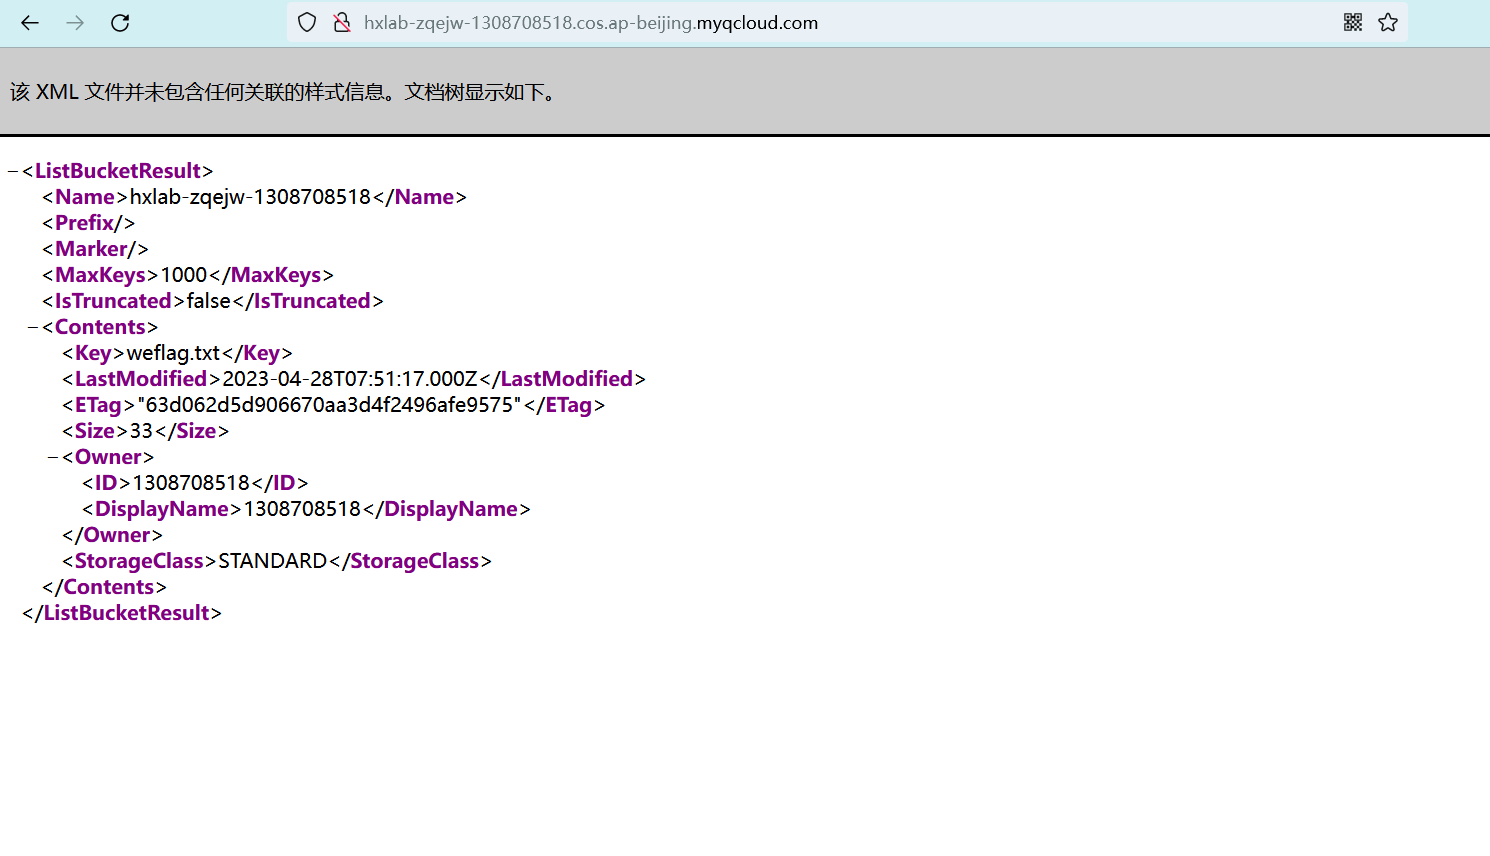 hxlab-zqejw-1308708518.cos.ap-beijing.myqcloud.com
该 XML 文件并未包含任何关联的样式信息。文档树显示如下。
−<ListBucketResult>
<Name>hxlab-zqejw-1308708518</Name>
<Prefix/>
<Marker/>
<MaxKeys>1000</MaxKeys>
<IsTruncated>false</IsTruncated>
−<Contents>
<Key>weflag.txt</Key>
<LastModified>2023-04-28T07:51:17.000Z</LastModified>
<ETag>"63d062d5d906670aa3d4f2496afe9575"</ETag>
<Size>33</Size>
−<Owner>
<ID>1308708518</ID>
<DisplayName>1308708518</DisplayName>
</Owner>
<StorageClass>STANDARD</StorageClass>
</Contents>
</ListBucketResult>